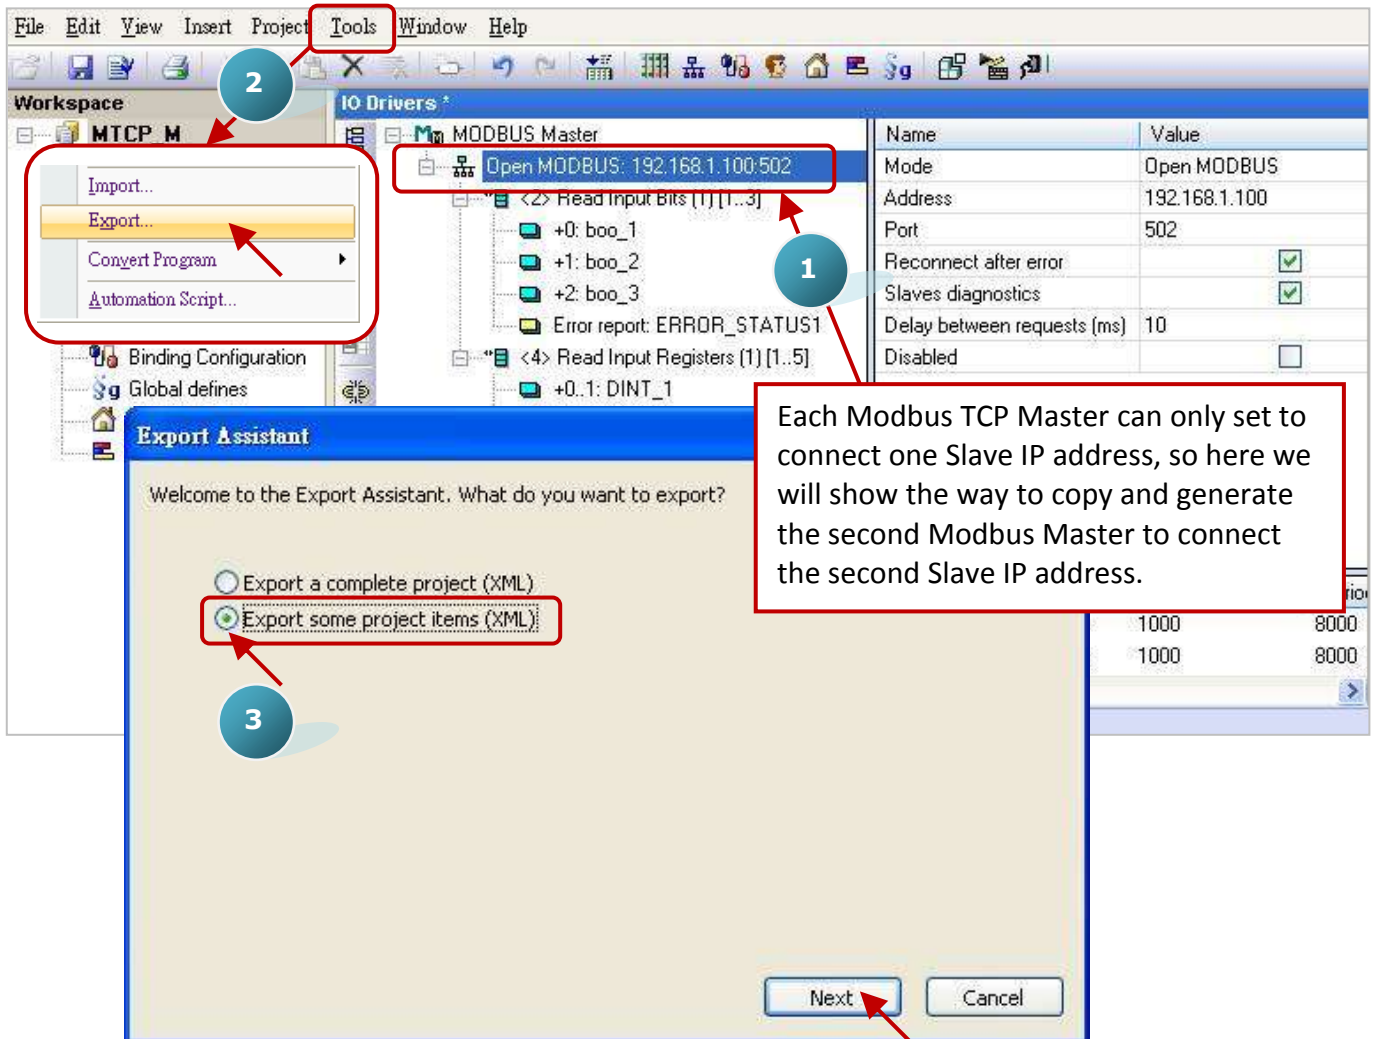 File Edit View Insert Project Tools Window Help
2
Workspace
IO Drivers *
MTCP_M
MODBUS Master
Name Value
Open MODBUS: 192.168.1.100:502
Mode Open MODBUS
Import...
<2> Read Input Bits (1) [1..3]
Address 192.168.1.100
Export...
+0: boo_1
Port 502
Convert Program
+1: boo_2
1
Reconnect after error
Automation Script...
+2: boo_3
Slaves diagnostics
Error report: ERROR_STATUS1
Delay between requests (ms) 10
Binding Configuration
<4> Read Input Registers (1) [1..5]
Disabled
Global defines
+0..1: DINT_1
Each Modbus TCP Master can only set to
connect one Slave IP address, so here we
will show the way to copy and generate
the second Modbus Master to connect
the second Slave IP address.
Export Assistant
Welcome to the Export Assistant. What do you want to export?
Export a complete project (XML)
Export some project items (XML)
1000 8000
1000 8000
3
Next Cancel